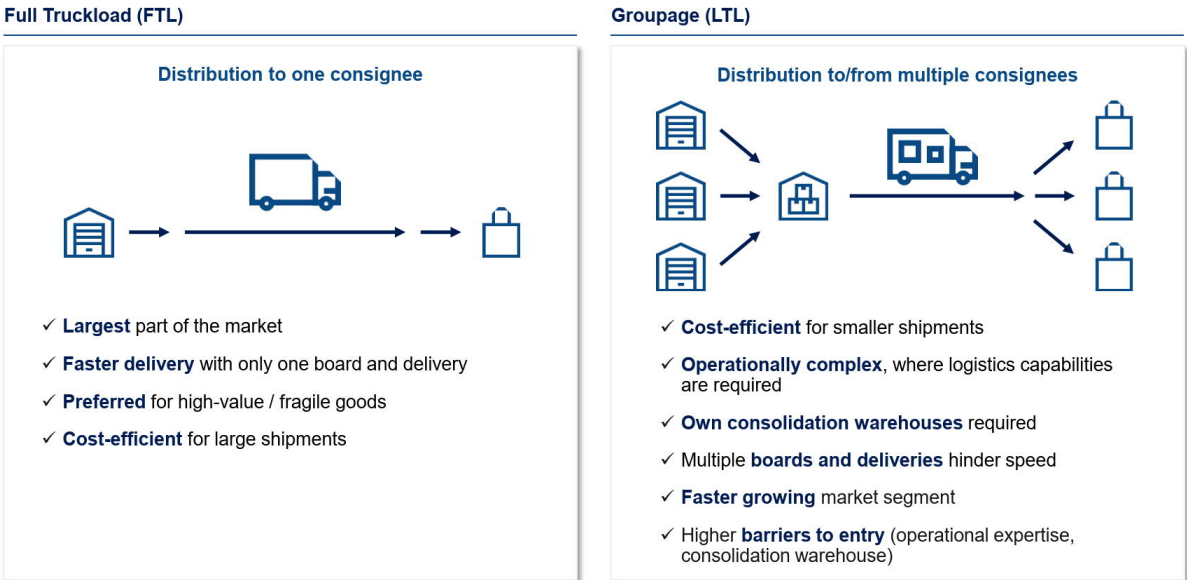 Full Truckload (FTL)
Distribution to one consignee
✓ Largest part of the market
✓ Faster delivery with only one board and delivery
✓ Preferred for high-value / fragile goods
✓ Cost-efficient for large shipments
Groupage (LTL)
Distribution to/from multiple consignees
✓ Cost-efficient for smaller shipments
✓ Operationally complex, where logistics capabilities
are required
✓ Own consolidation warehouses required
✓ Multiple boards and deliveries hinder speed
✓ Faster growing market segment
✓ Higher barriers to entry (operational expertise,
consolidation warehouse)